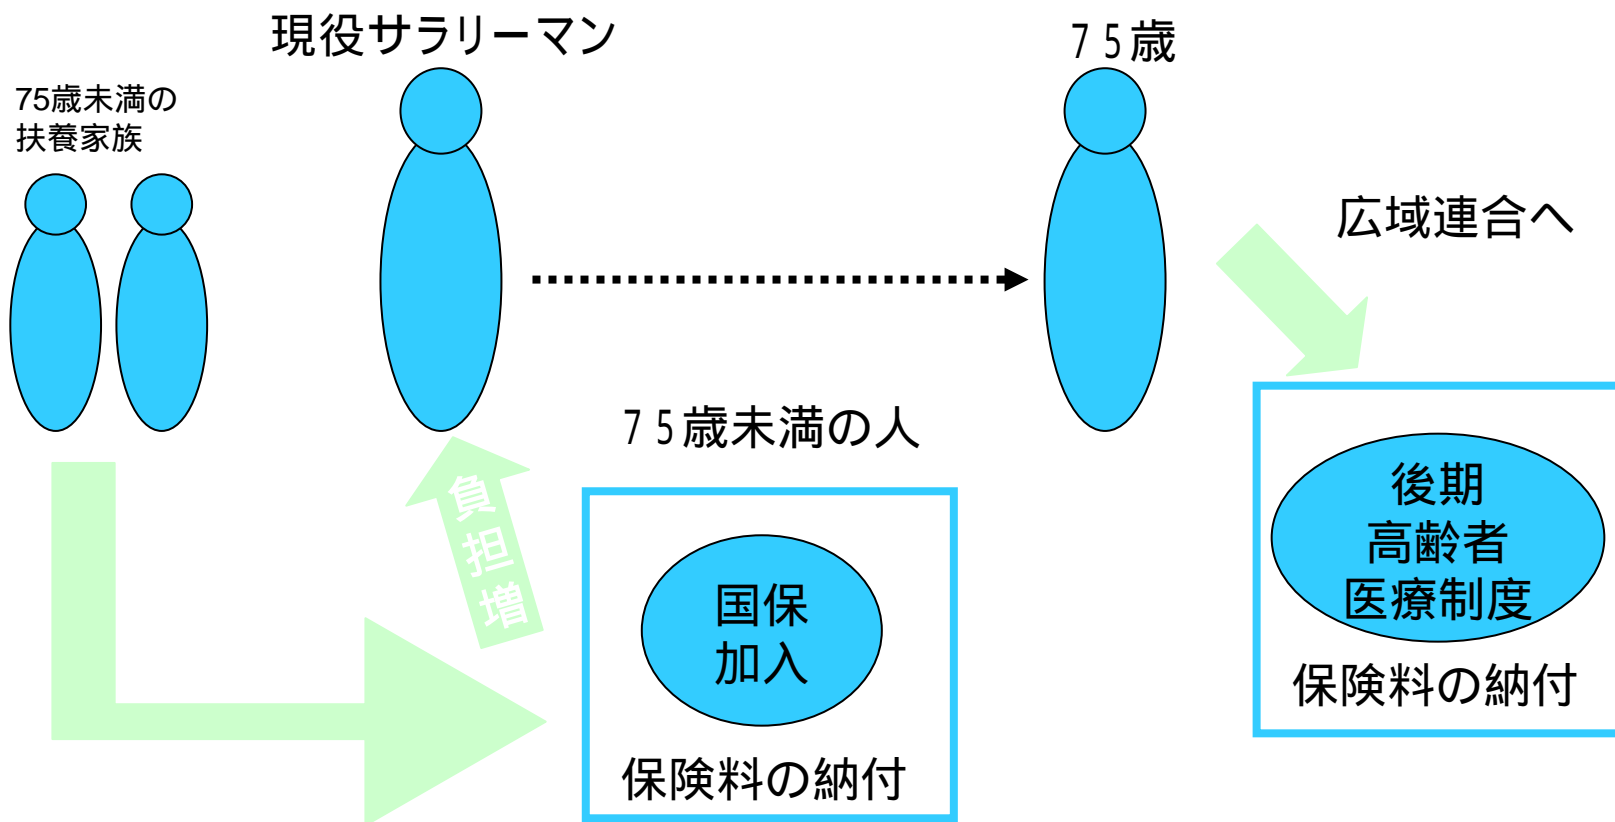 現役サラリーマン
７５歳
75歳未満の
扶養家族
広域連合へ
７５歳未満の人
負
担
増
後期
高齢者
医療制度
国保
加入
保険料の納付
保険料の納付